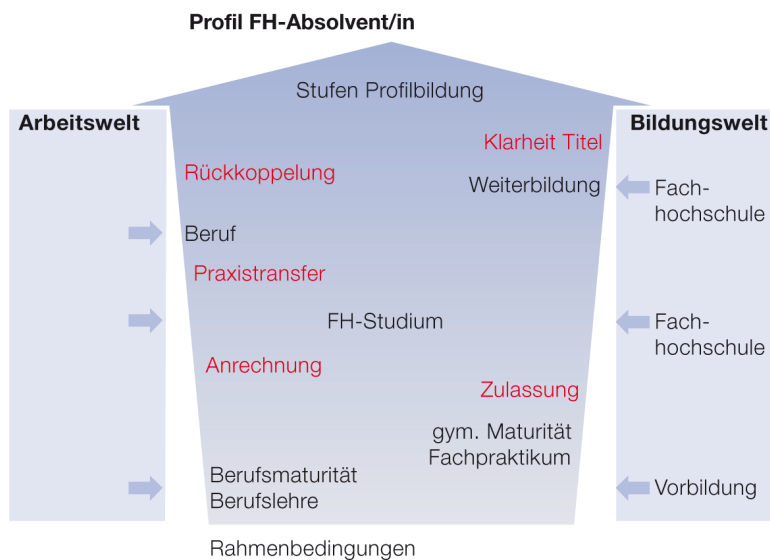 Profil FH-Absolvent/in
Stufen Profilbildung
Arbeitswelt
Bildungswelt
Klarheit Titel
Rückkoppelung
Weiterbildung
Fach-
hochschule
Beruf
Praxistransfer
FH-Studium
Fach-
hochschule
Anrechnung
Zulassung
gym. Maturität
Fachpraktikum
Berufsmaturität
Berufslehre
Vorbildung
Rahmenbedingungen